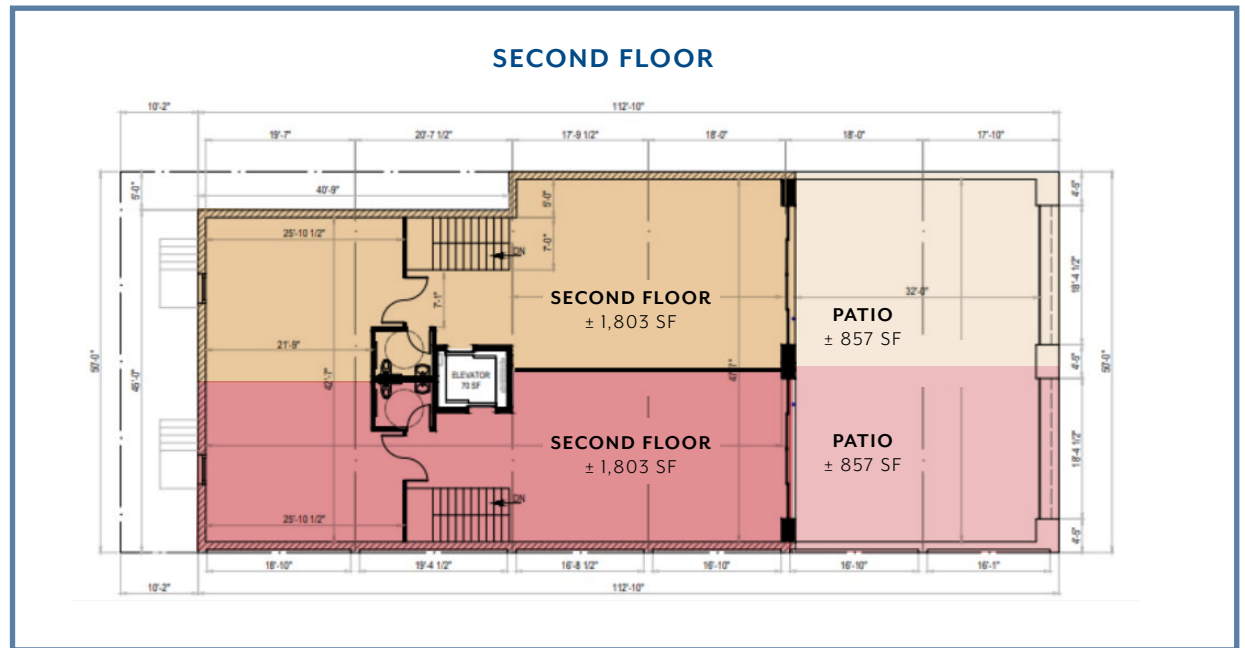 SECOND FLOOR
10'-2"
112'-10"
19'-7"
20'-7 1/2"
17'-9 1/2"
18'-0"
18'-0"
17'-10"
5'-0"
40'-9"
5'-0"
4'-5"
25'-10 1/2"
7'-0"
DN
18'-4 1/2"
7'-1"
SECOND FLOOR
± 1,803 SF
32'-0"
PATIO
± 857 SF
21'-9"
50'-0"
45'-0"
42'-7"
ELEVATOR
70 SF
47'-7"
4'-5"
50'-0"
SECOND FLOOR
± 1,803 SF
PATIO
± 857 SF
18'-4 1/2"
25'-10 1/2"
DN
4'-5"
18'-10"
19'-4 1/2"
16'-8 1/2"
16'-10"
16'-10"
16'-1"
10'-2"
112'-10"